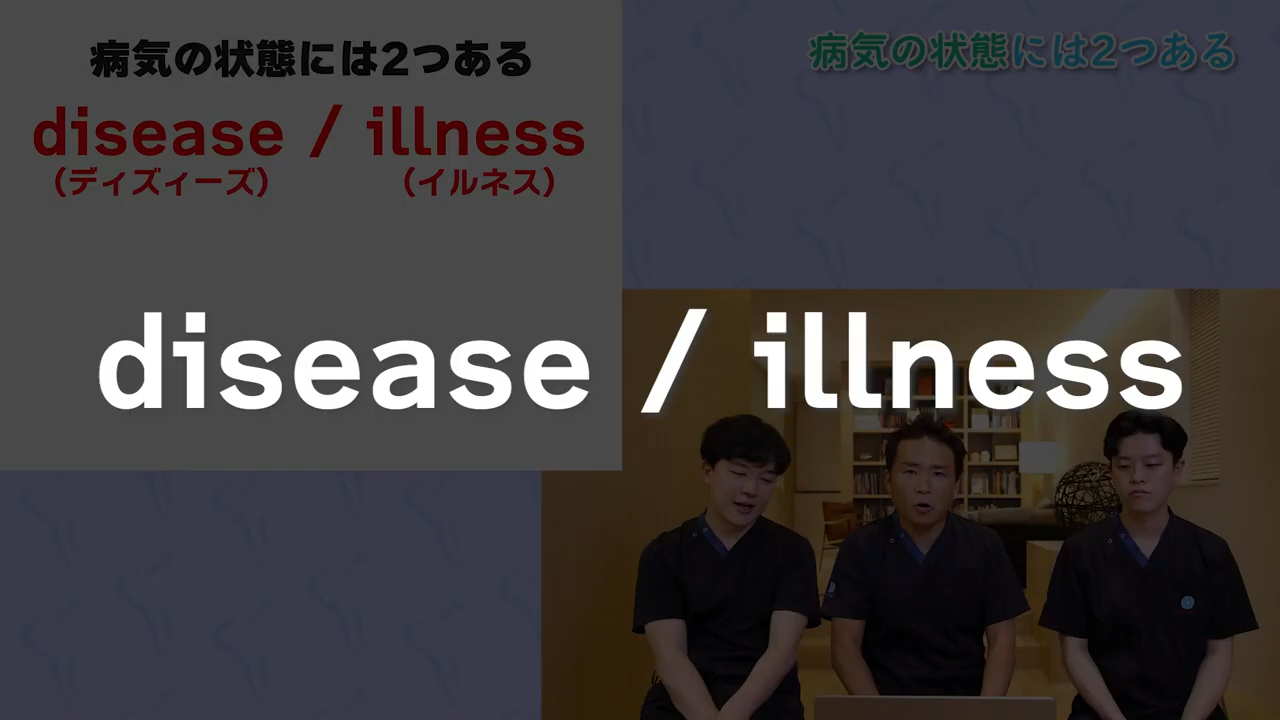 病気の状態には2つある
disease / illness
（ディズィーズ） （イルネス）
病気の状態には2つある
disease / illness